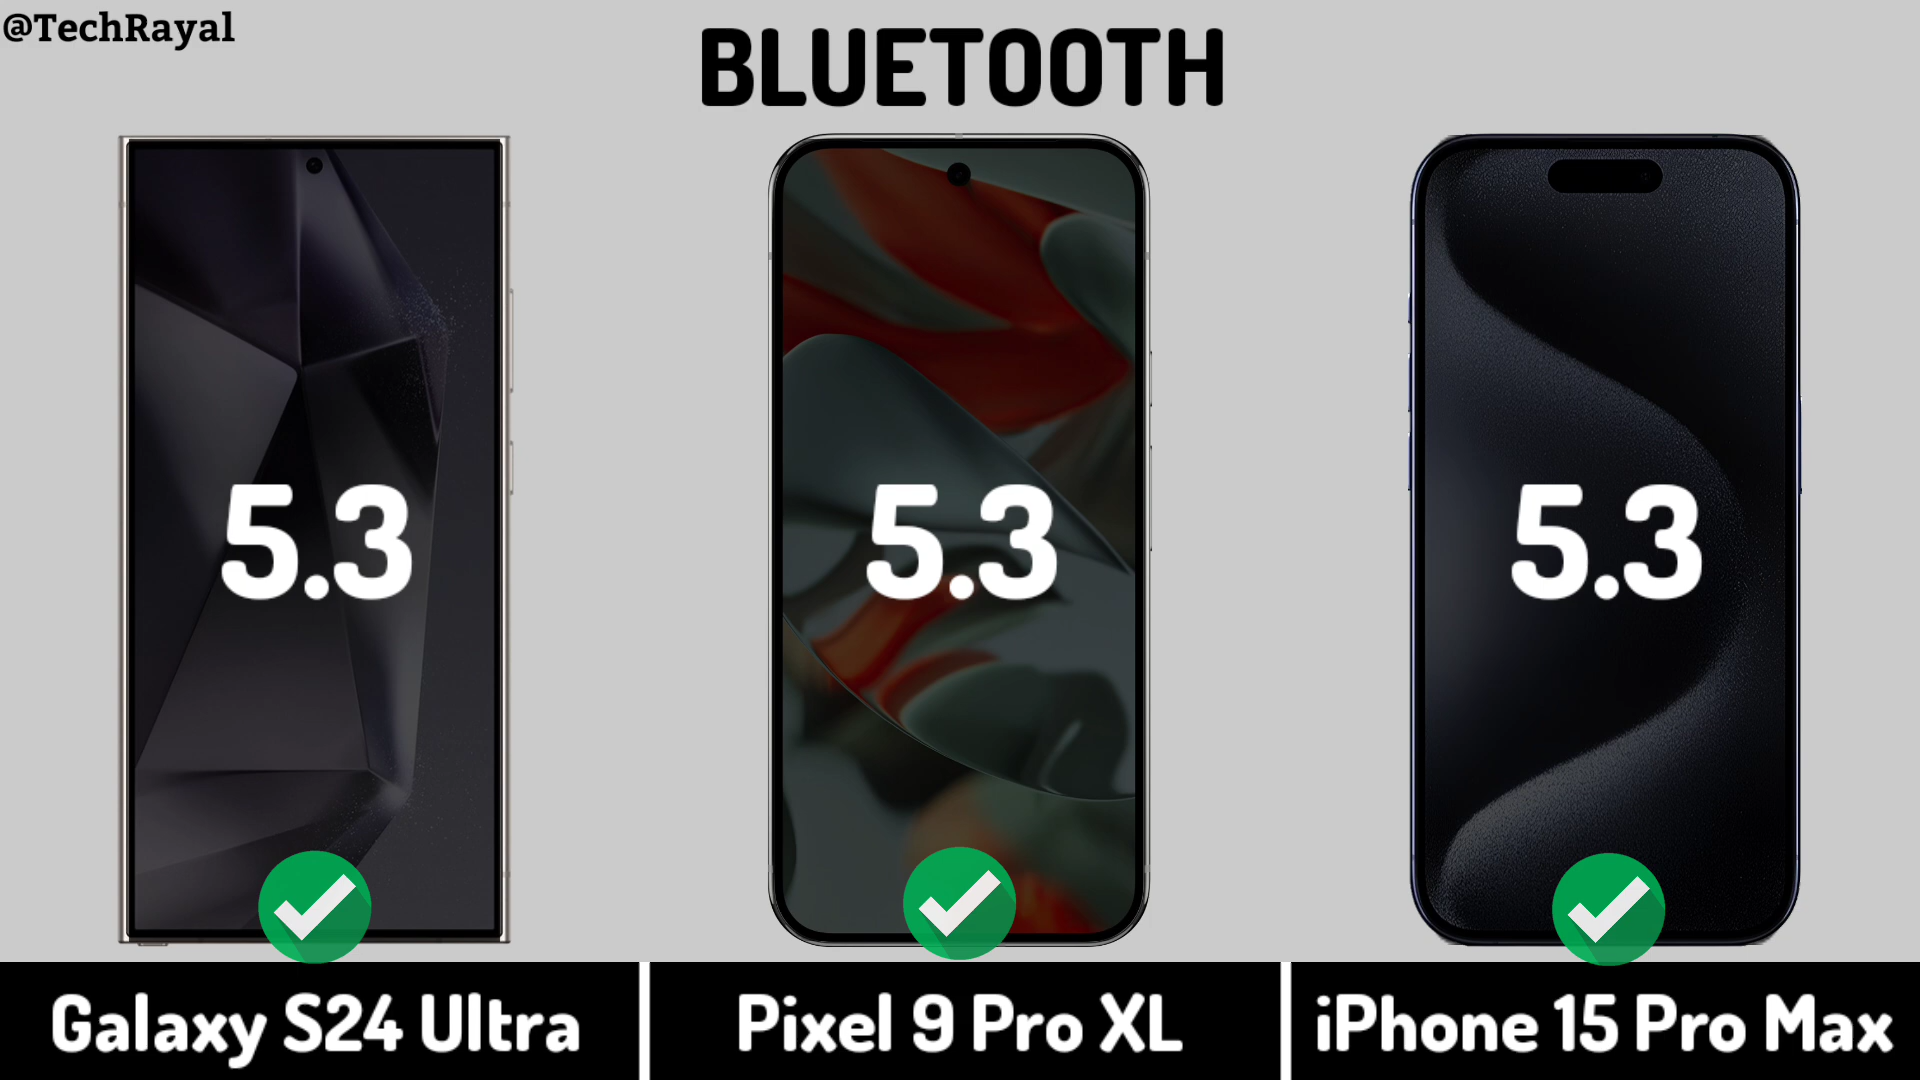 @TechRayal
BLUETOOTH
5.3
5.3
5.3
Galaxy S24 Ultra
Pixel 9 Pro XL
iPhone 15 Pro Max